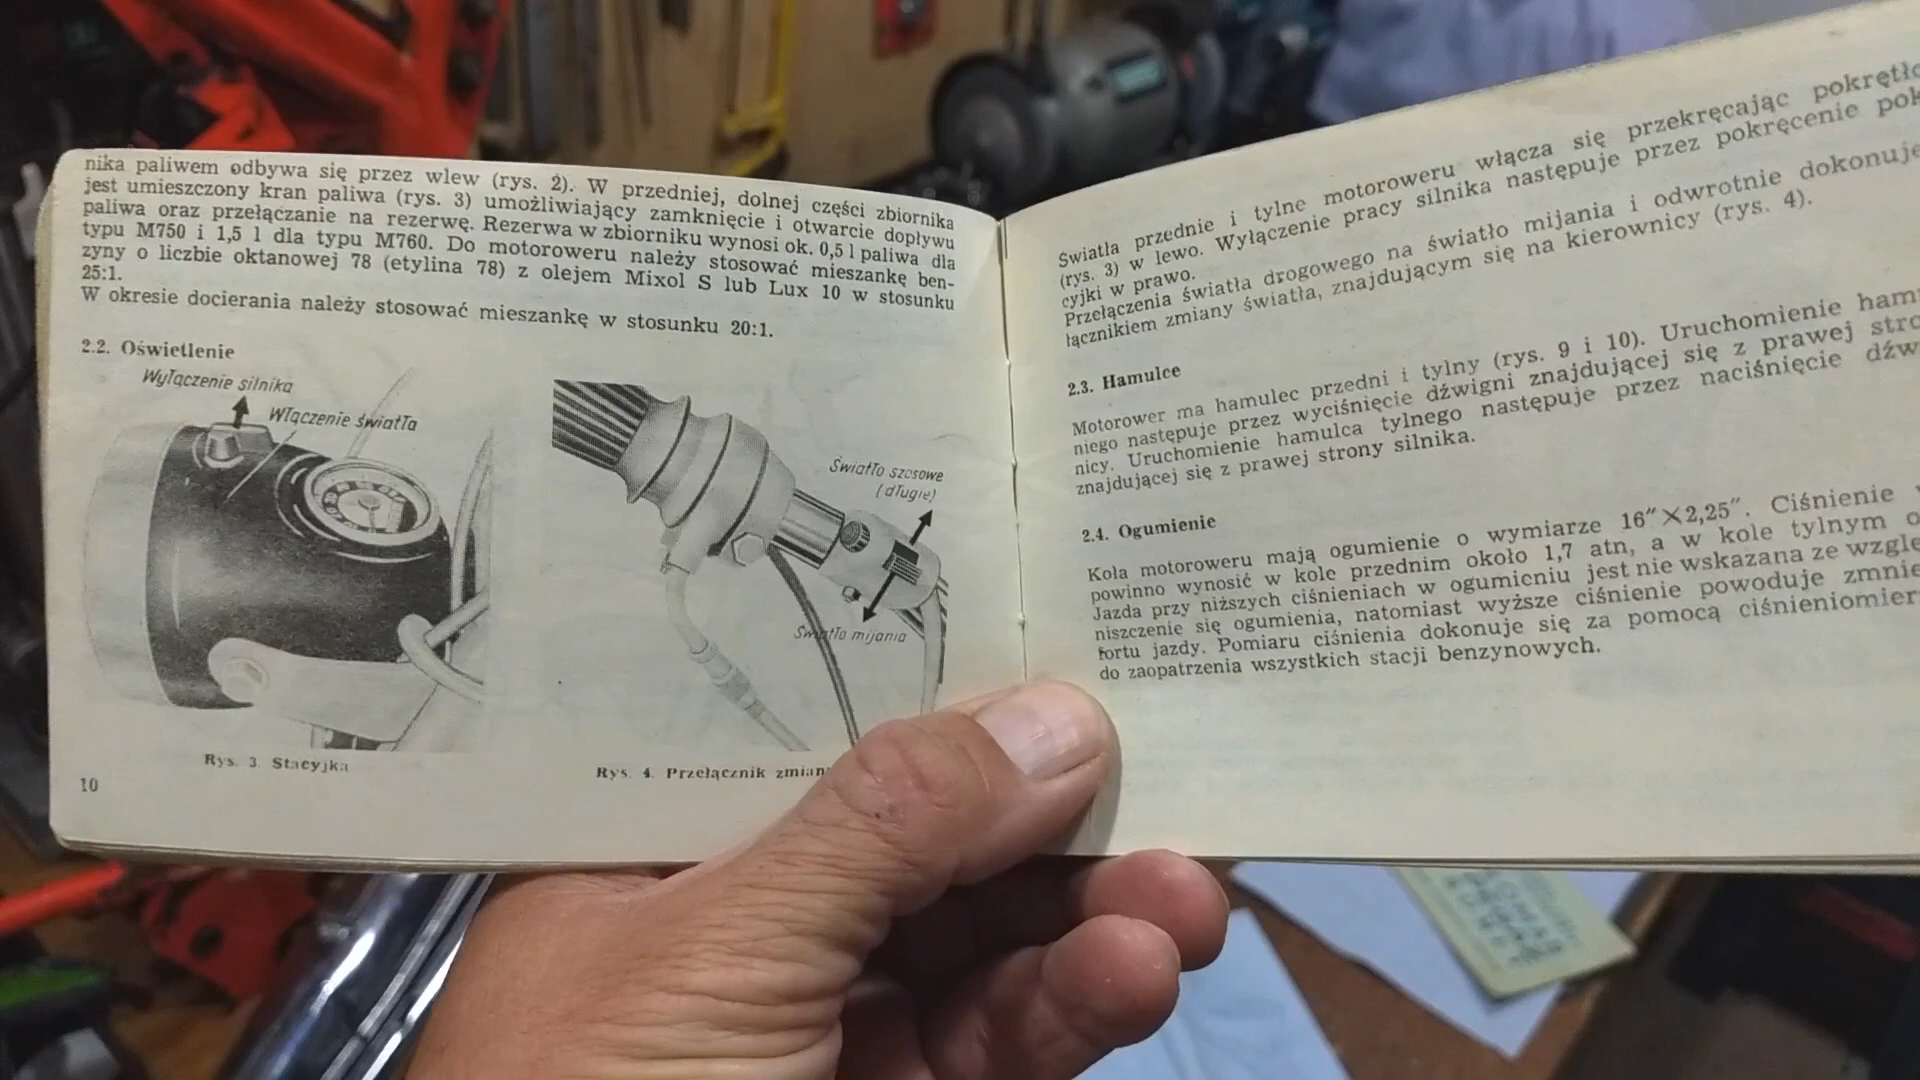 nika paliwem odbywa się przez wlew (rys. 2). W przedniej, dolnej części zbiornika
jest umieszczony kran paliwa (rys. 3) umożliwiający zamknięcie i otwarcie dopływu
paliwa oraz przełączanie na rezerwę. Rezerwa w zbiorniku wynosi ok. 0,5 l paliwa dla
typu M750 i 1,5 l dla typu M760. Do motoroweru należy stosować mieszankę ben-
zyny o liczbie oktanowej 78 (etylina 78) z olejem Mixol S lub Lux 10 w stosunku
25:1.
W okresie docierania należy stosować mieszankę w stosunku 20:1.
2.2. Oświetlenie
Wyłączenie silnika
Włączenie światła
Światło szosowe
(długie)
Światło mijania
Rys. 3. Stacyjka
Rys. 4. Przełącznik
10
Światła przednie i tylne motoroweru włącza się przekręcając
(rys. 3) w lewo. Wyłączenie pracy silnika następuje przez pokręcenie
cyjki w prawo.
Przełączenia światła drogowego na światło mijania i odwrotnie
łącznikiem zmiany światła, znajdującym się na kierownicy (rys. 4).
2.3. Hamulce
Motorower ma hamulec przedni i tylny (rys. 9 i 10). Uruchomienie
niego następuje przez wyciśnięcie dźwigni znajdującej się z prawej
nicy. Uruchomienie hamulca tylnego następuje przez naciśnięcie
znajdującej się z prawej strony silnika.
2.4. Ogumienie
Koła motoroweru mają ogumienie o wymiarze 16"×2,25". Ciśnienie
powinno wynosić w kole przednim około 1,7 atn, a w kole tylnym
Jazda przy niższych ciśnieniach w ogumieniu jest nie wskazana ze
niszczenie się ogumienia, natomiast wyższe ciśnienie powoduje
fortu jazdy. Pomiaru ciśnienia dokonuje się za pomocą
do zaopatrzenia wszystkich stacji benzynowych.